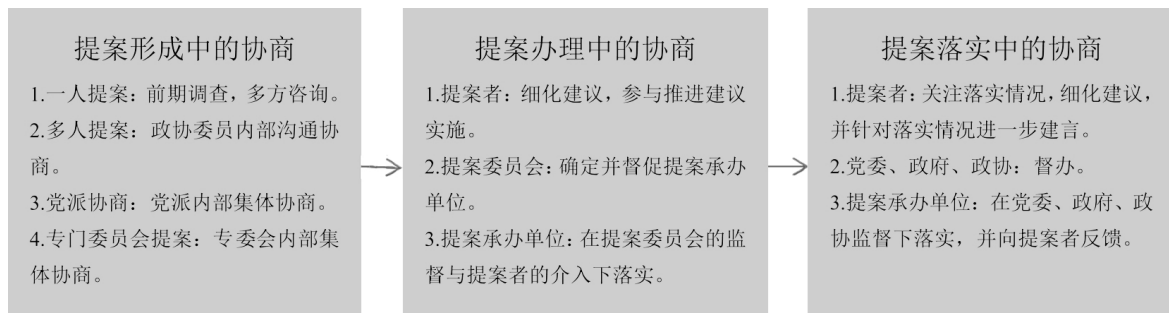 提案形成中的协商
1.一人提案：前期调查，多方咨询。
2.多人提案：政协委员内部沟通协
商。
3.党派协商：党派内部集体协商。
4.专门委员会提案：专委会内部集
体协商。
提案办理中的协商
1.提案者：细化建议，参与推进建议
实施。
2.提案委员会：确定并督促提案承办
单位。
3.提案承办单位：在提案委员会的监
督与提案者的介入下落实。
提案落实中的协商
1.提案者：关注落实情况，细化建议，
并针对落实情况进一步建言。
2.党委、政府、政协：督办。
3.提案承办单位：在党委、政府、政
协监督下落实，并向提案者反馈。